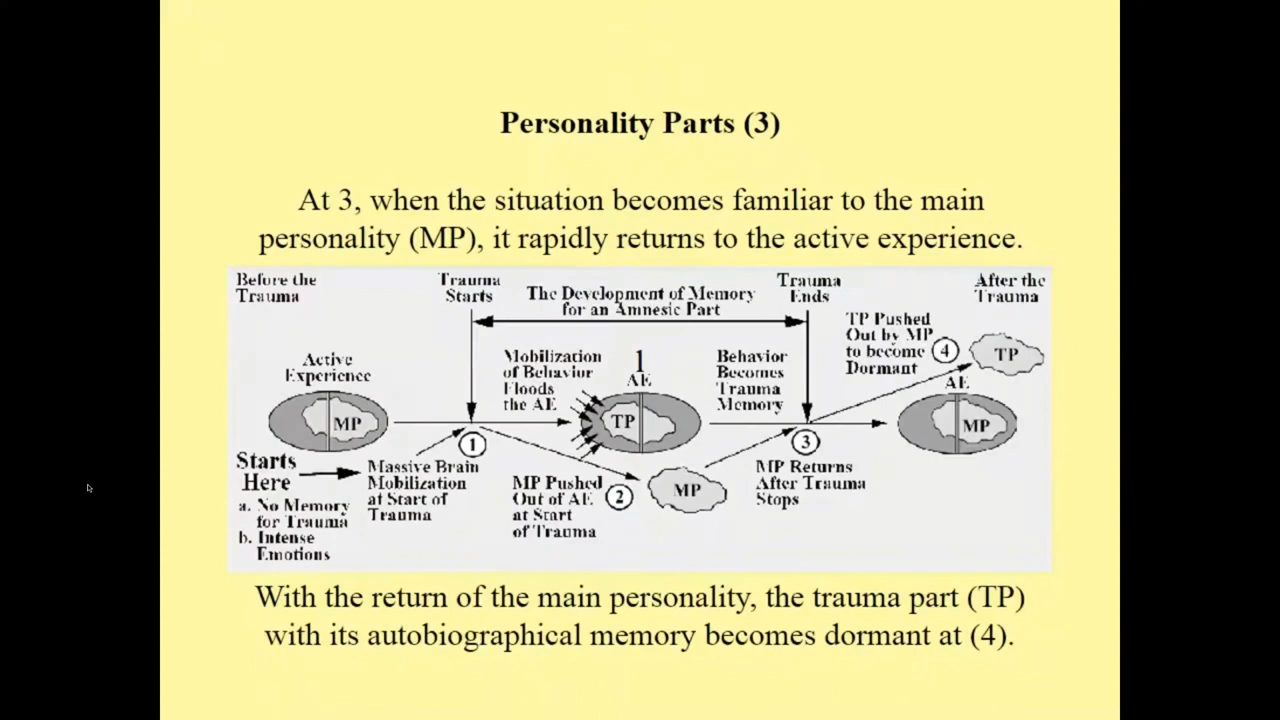 Personality Parts (3)
At 3, when the situation becomes familiar to the main
personality (MP), it rapidly returns to the active experience.
Before the
Trauma
Trauma
Starts
The Development of Memory
for an Amnesic Part
Trauma
Ends
After the
Trauma
TP Pushed
Out by MP
to become
Dormant
4
TP
Active
Experience
Mobilization
of Behavior
Floods
the AE
1
AE
Behavior
Becomes
Trauma
Memory
AE
MP
TP
MP
1
3
Starts
Here
a. No Memory
for Trauma
b. Intense
Emotions
Massive Brain
Mobilization
at Start of
Trauma
MP Pushed
Out of AE
at Start
of Trauma
2
MP
MP Returns
After Trauma
Stops
With the return of the main personality, the trauma part (TP)
with its autobiographical memory becomes dormant at (4).